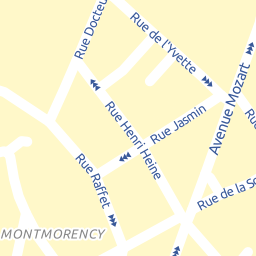 Rue Docteu
Rue de l'Yvette
Avenue Mozart
Rue Henri Heine
Rue Jasmin
Rue Raffet
Rue de la So
MONTMORENCY